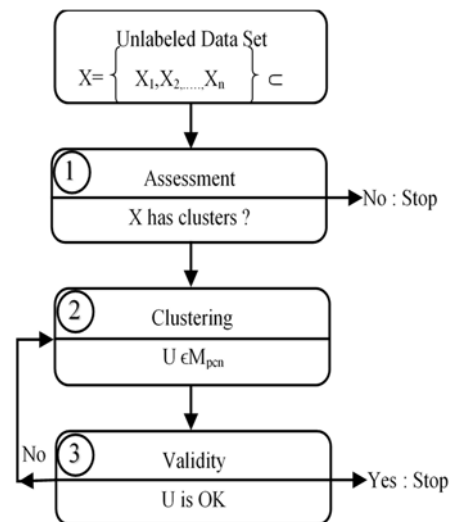 Unlabeled Data Set
X= { X₁,X₂,....,Xₙ } ⊂
1
Assessment
No : Stop
X has clusters ?
2
Clustering
U ϵMₚcₙ
No
3
Validity
Yes : Stop
U is OK